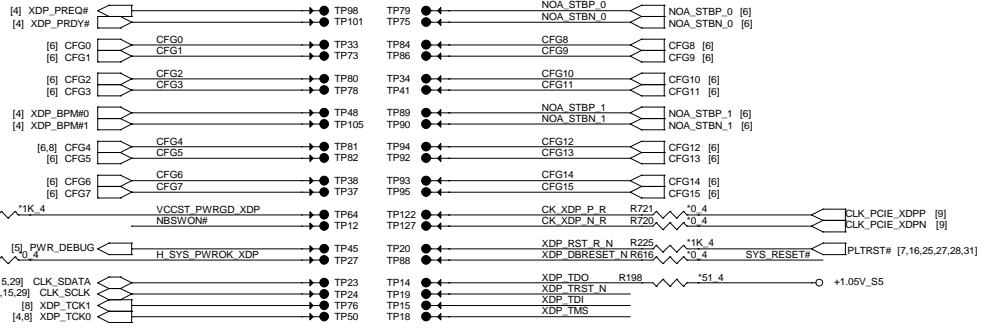 [4] XDP_PREQ# TP98 TP79 NOA_STBP_0 NOA_STBP_0 [6]
[4] XDP_PRDY# TP101 TP75 NOA_STBN_0 NOA_STBN_0 [6]
[6] CFG0 CFG0 TP33 TP84 CFG8 CFG8 [6]
[6] CFG1 CFG1 TP73 TP86 CFG9 CFG9 [6]
[6] CFG2 CFG2 TP80 TP34 CFG10 CFG10 [6]
[6] CFG3 CFG3 TP78 TP41 CFG11 CFG11 [6]
[4] XDP_BPM#0 TP48 TP89 NOA_STBP_1 NOA_STBP_1 [6]
[4] XDP_BPM#1 TP105 TP90 NOA_STBN_1 NOA_STBN_1 [6]
[6,8] CFG4 CFG4 TP81 TP94 CFG12 CFG12 [6]
[6] CFG5 CFG5 TP82 TP92 CFG13 CFG13 [6]
[6] CFG6 CFG6 TP38 TP93 CFG14 CFG14 [6]
[6] CFG7 CFG7 TP37 TP95 CFG15 CFG15 [6]
*1K_4 VCCST_PWRGD_XDP TP64 TP122 CK_XDP_P_R R721 *0_4 CLK_PCIE_XDPP [9]
NBSWON# TP12 TP127 CK_XDP_N_R R720 *0_4 CLK_PCIE_XDPN [9]
[5] PWR_DEBUG TP45 TP20 XDP_RST_R_N R225 *1K_4 PLTRST# [7,16,25,27,28,31]
*0_4 H_SYS_PWROK_XDP TP27 TP88 XDP_DBRESET_N R616 *0_4 SYS_RESET#
5,29] CLK_SDATA TP23 TP14 XDP_TDO R198 *51_4 +1.05V_S5
,15,29] CLK_SCLK TP24 TP19 XDP_TRST_N
[8] XDP_TCK1 TP76 TP15 XDP_TDI
[4,8] XDP_TCK0 TP50 TP18 XDP_TMS